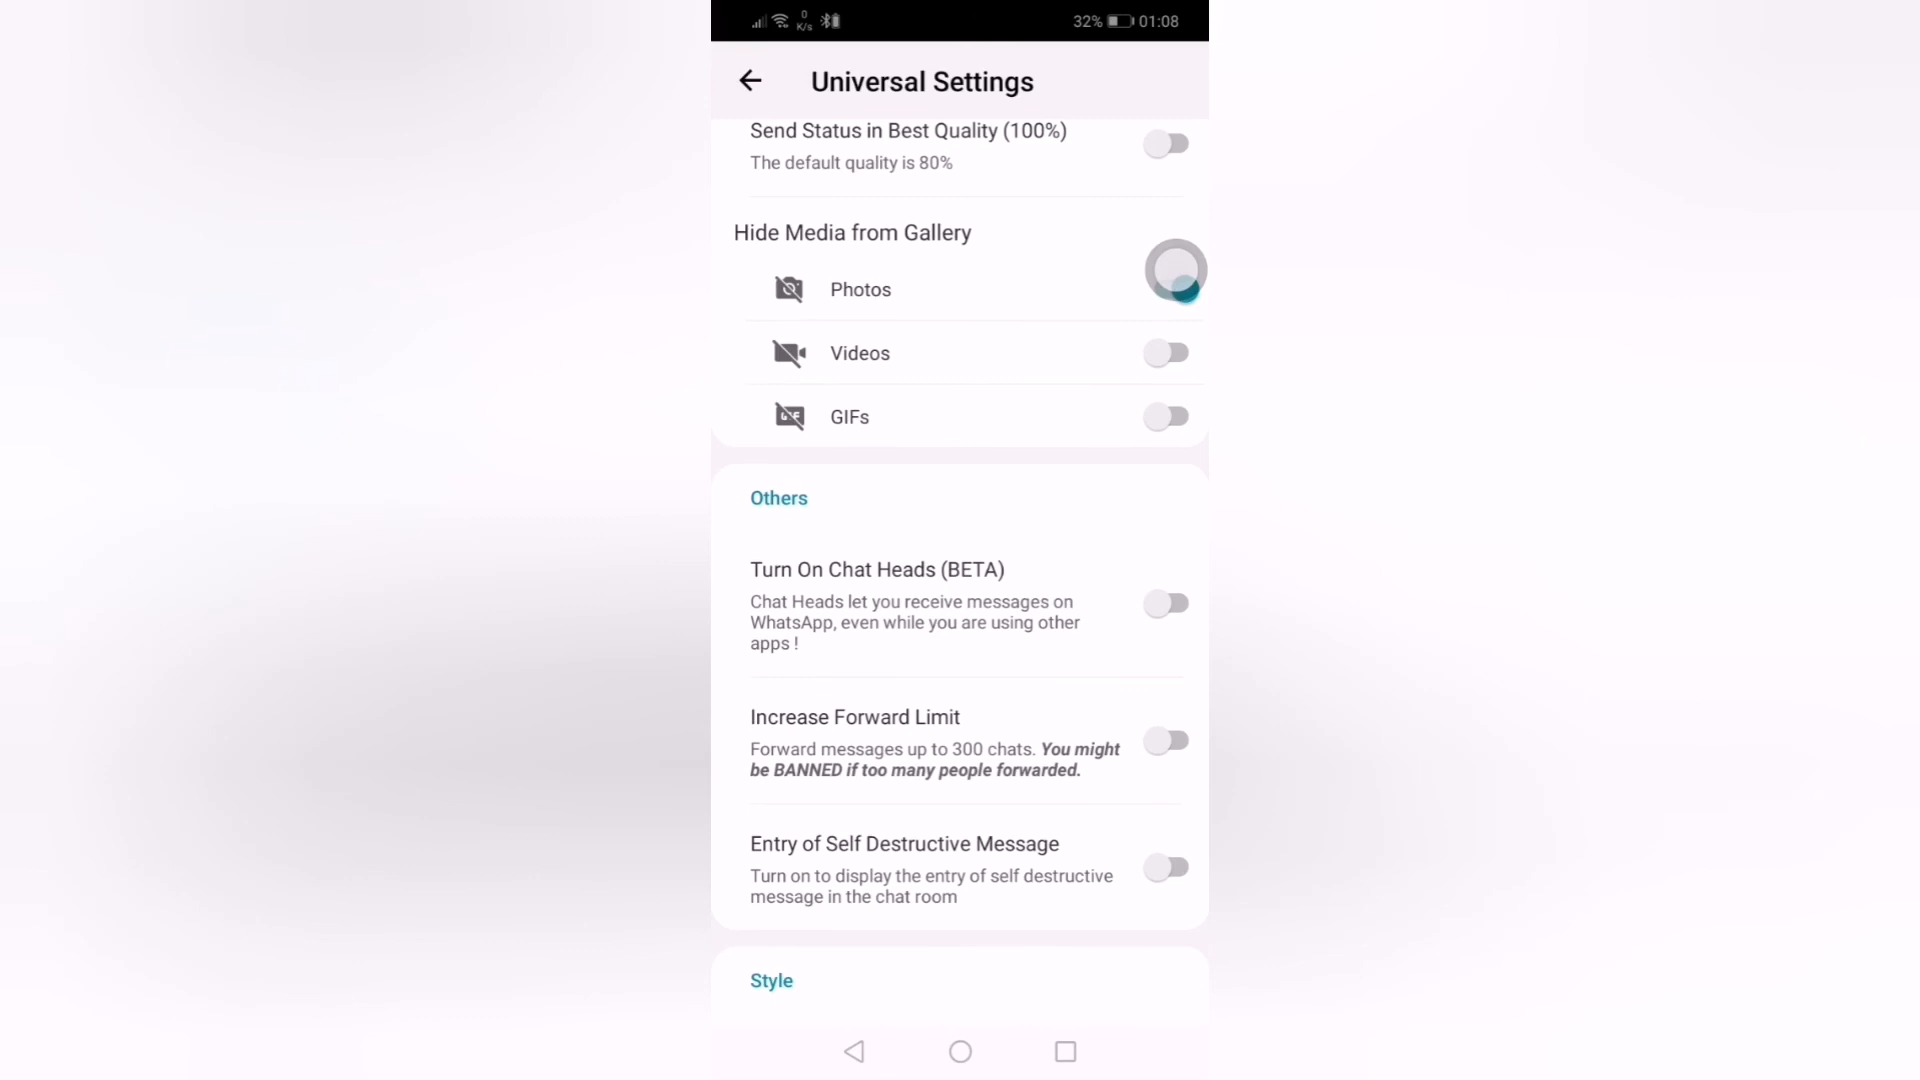 0
K/s
32%
01:08
Universal Settings
Send Status in Best Quality (100%)
The default quality is 80%
Hide Media from Gallery
Photos
Videos
GIF
GIFs
Others
Turn On Chat Heads (BETA)
Chat Heads let you receive messages on
WhatsApp, even while you are using other
apps !
Increase Forward Limit
Forward messages up to 300 chats. You might
be BANNED if too many people forwarded.
Entry of Self Destructive Message
Turn on to display the entry of self destructive
message in the chat room
Style